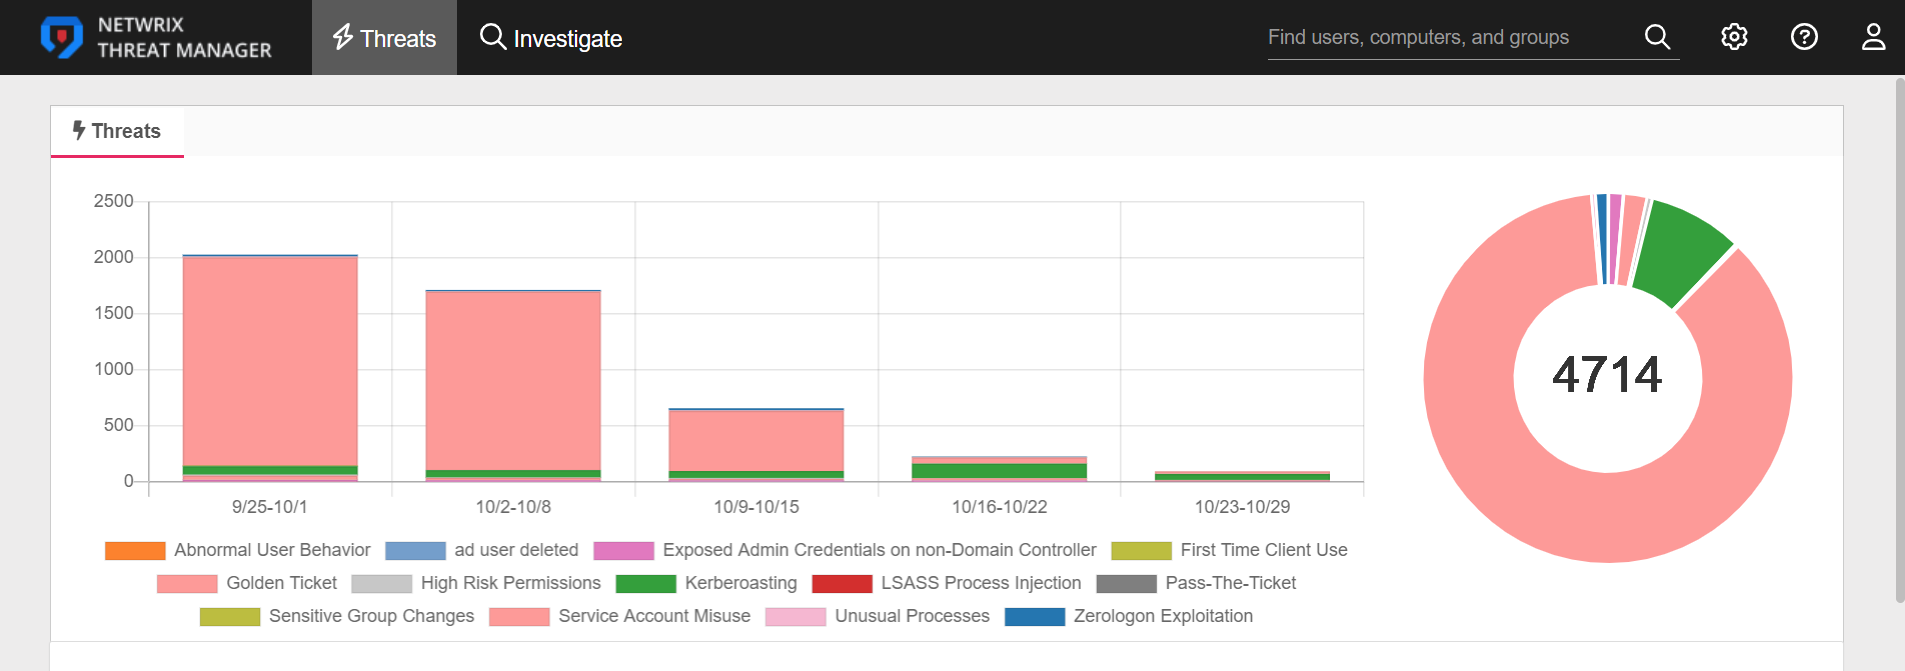 NETWRIX
THREAT MANAGER
Threats
Investigate
Find users, computers, and groups
Threats
2500
2000
1500
1000
500
0
9/25-10/1
10/2-10/8
10/9-10/15
10/16-10/22
10/23-10/29
4714
Abnormal User Behavior
ad user deleted
Exposed Admin Credentials on non-Domain Controller
First Time Client Use
Golden Ticket
High Risk Permissions
Kerberoasting
LSASS Process Injection
Pass-The-Ticket
Sensitive Group Changes
Service Account Misuse
Unusual Processes
Zerologon Exploitation